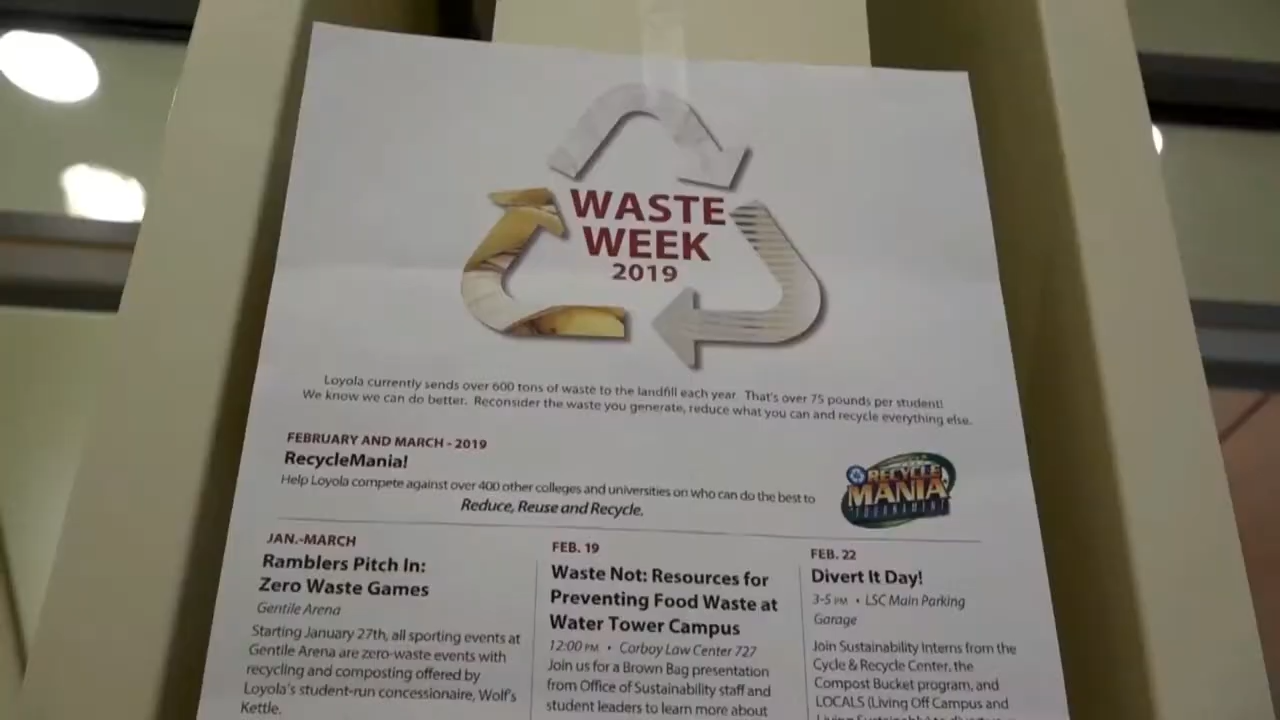 WASTE
WEEK
2019
Loyola currently sends over 600 tons of waste to the landfill each year. That's over 75 pounds per student!
We know we can do better. Reconsider the waste you generate, reduce what you can and recycle everything else.
FEBRUARY AND MARCH - 2019
RecycleMania!
Help Loyola compete against over 400 other colleges and universities on who can do the best to
Reduce, Reuse and Recycle.
RECYCLE
MANIA
TOURNAMENT
JAN.-MARCH
Ramblers Pitch In:
Zero Waste Games
Gentile Arena
Starting January 27th, all sporting events at
Gentile Arena are zero-waste events with
recycling and composting offered by
Loyola's student-run concessionaire, Wolf's
Kettle.
FEB. 19
Waste Not: Resources for
Preventing Food Waste at
Water Tower Campus
12:00 PM • Corboy Law Center 727
Join us for a Brown Bag presentation
from Office of Sustainability staff and
student leaders to learn more about
FEB. 22
Divert It Day!
3-5 PM • LSC Main Parking
Garage
Join Sustainability Interns from the
Cycle & Recycle Center, the
Compost Bucket program, and
LOCALS (Living Off Campus and